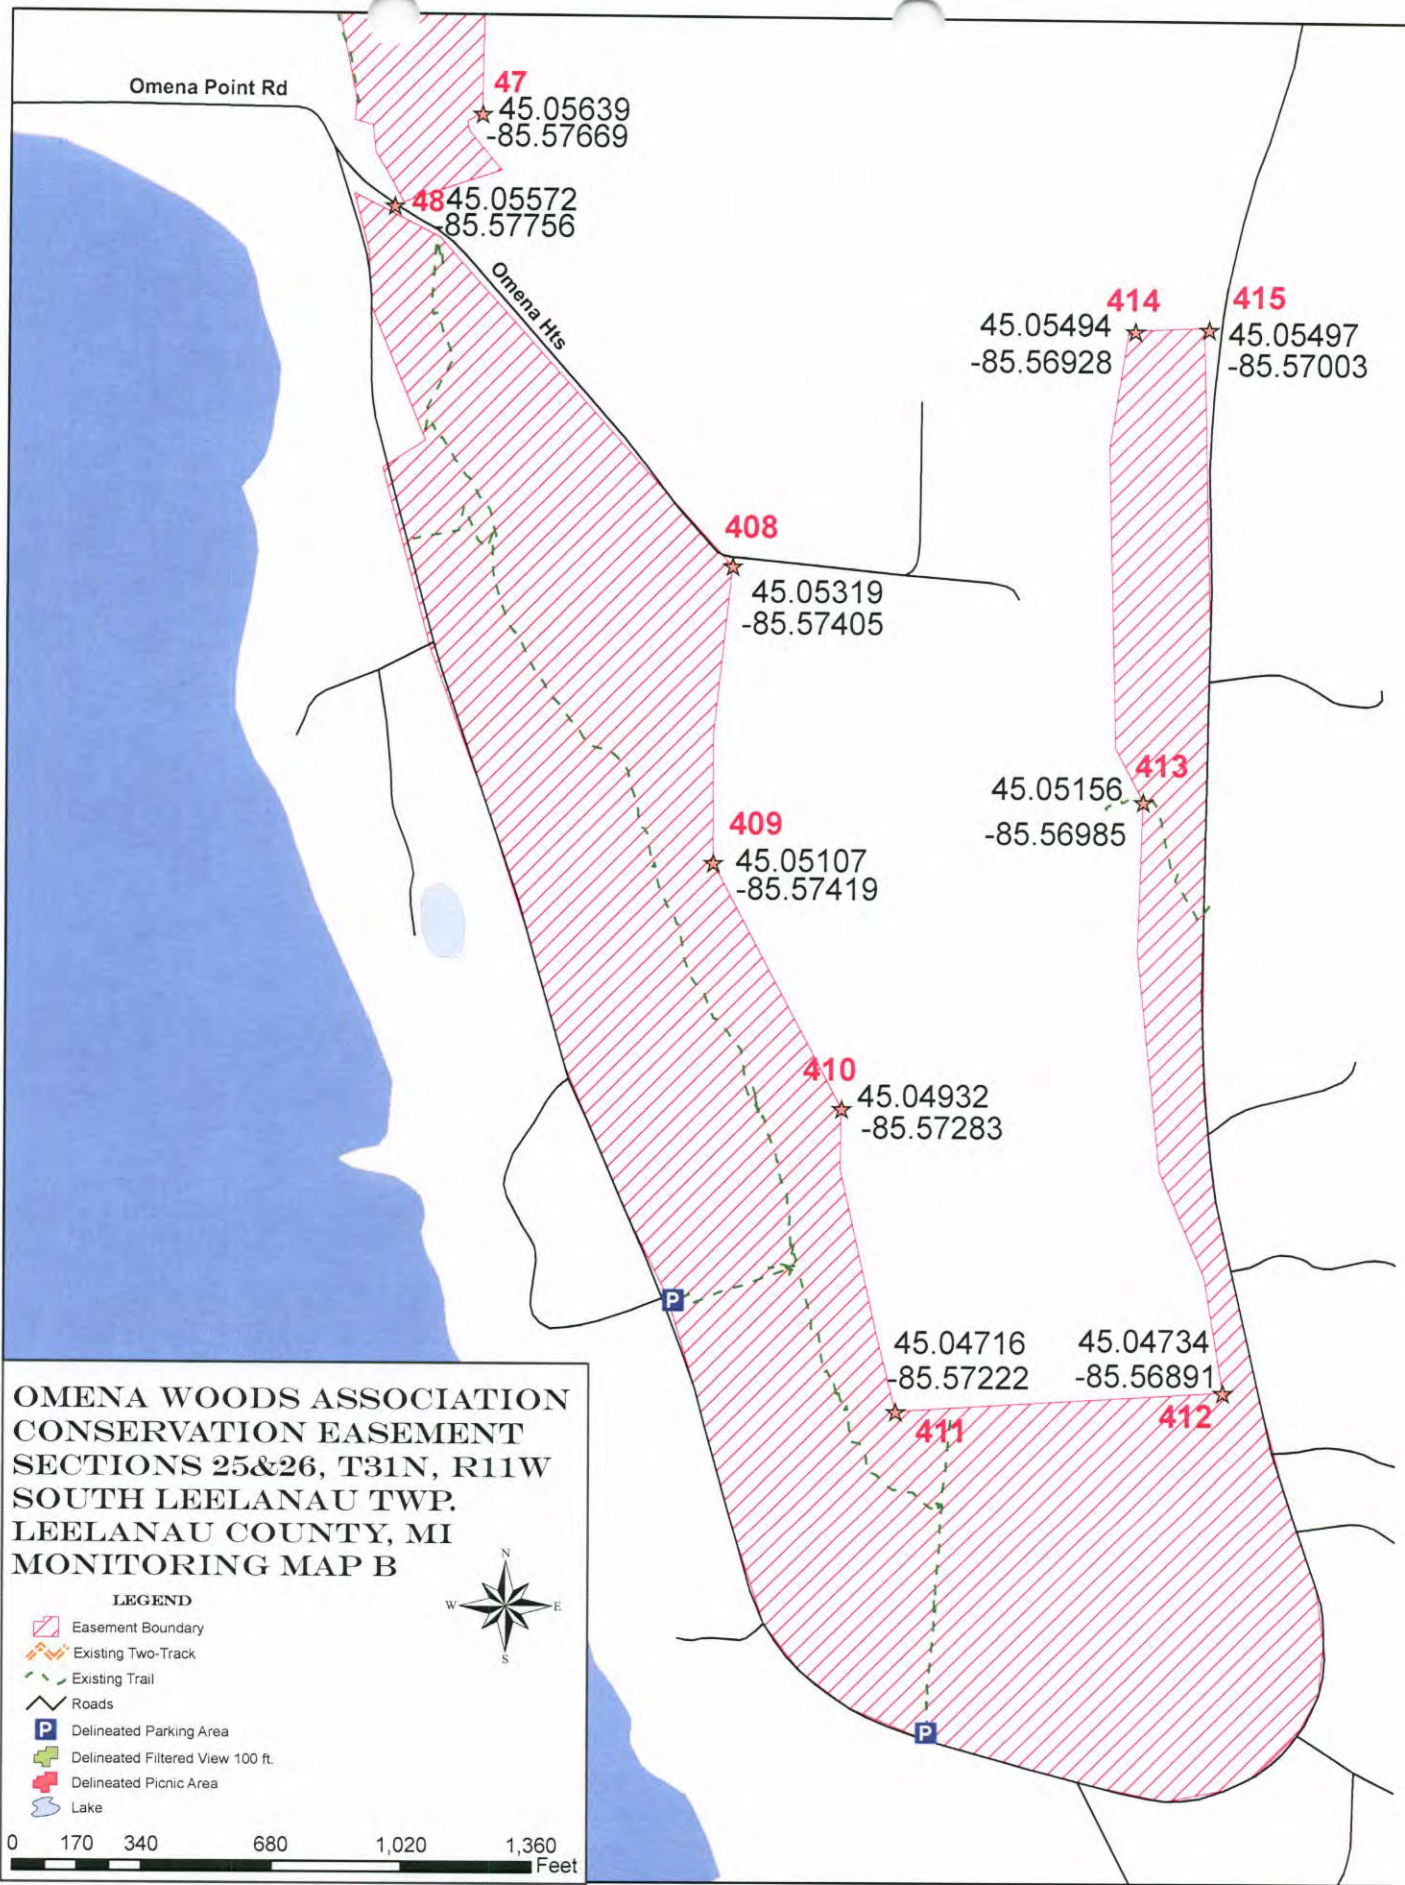 Omena Point Rd
47
45.05639
-85.57669
48 45.05572
-85.57756
Omena Hts
414
415
45.05494
-85.56928
45.05497
-85.57003
408
45.05319
-85.57405
413
45.05156
-85.56985
409
45.05107
-85.57419
410
45.04932
-85.57283
45.04716
-85.57222
411
45.04734
-85.56891
412
P
P
OMENA WOODS ASSOCIATION
CONSERVATION EASEMENT
SECTIONS 25&26, T31N, R11W
SOUTH LEELANAU TWP.
LEELANAU COUNTY, MI
MONITORING MAP B
N
W E
S
LEGEND
Easement Boundary
Existing Two-Track
Existing Trail
Roads
P Delineated Parking Area
Delineated Filtered View 100 ft.
Delineated Picnic Area
Lake
0 170 340 680 1,020 1,360
Feet